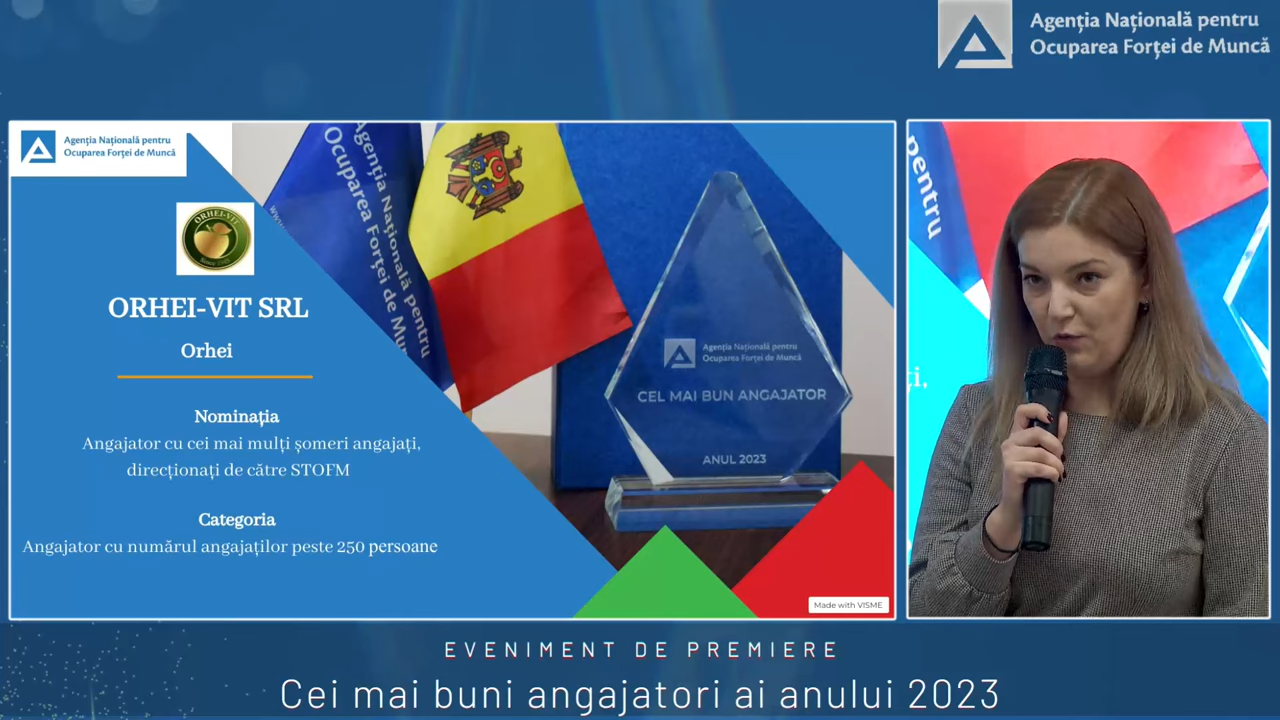 Agenția Națională pentru
Ocuparea Forței de Muncă
Agenția Națională pentru
Ocuparea Forței de Muncă
ORHEI-VIT
ORHEI-VIT SRL
Orhei
Nominația
Angajator cu cei mai mulți șomeri angajați,
direcționați de către STOFM
Categoria
Angajator cu numărul angajaților peste 250 persoane
www.
Agenția Națională pentru
Ocuparea Forței de Mun
Agenția Națională pentru
Ocuparea Forței de Muncă
CEL MAI BUN ANGAJATOR
ANUL 2023
Made with VISME
pentru
EVENIMENT DE PREMIERE
Cei mai buni angajatori ai anului 2023